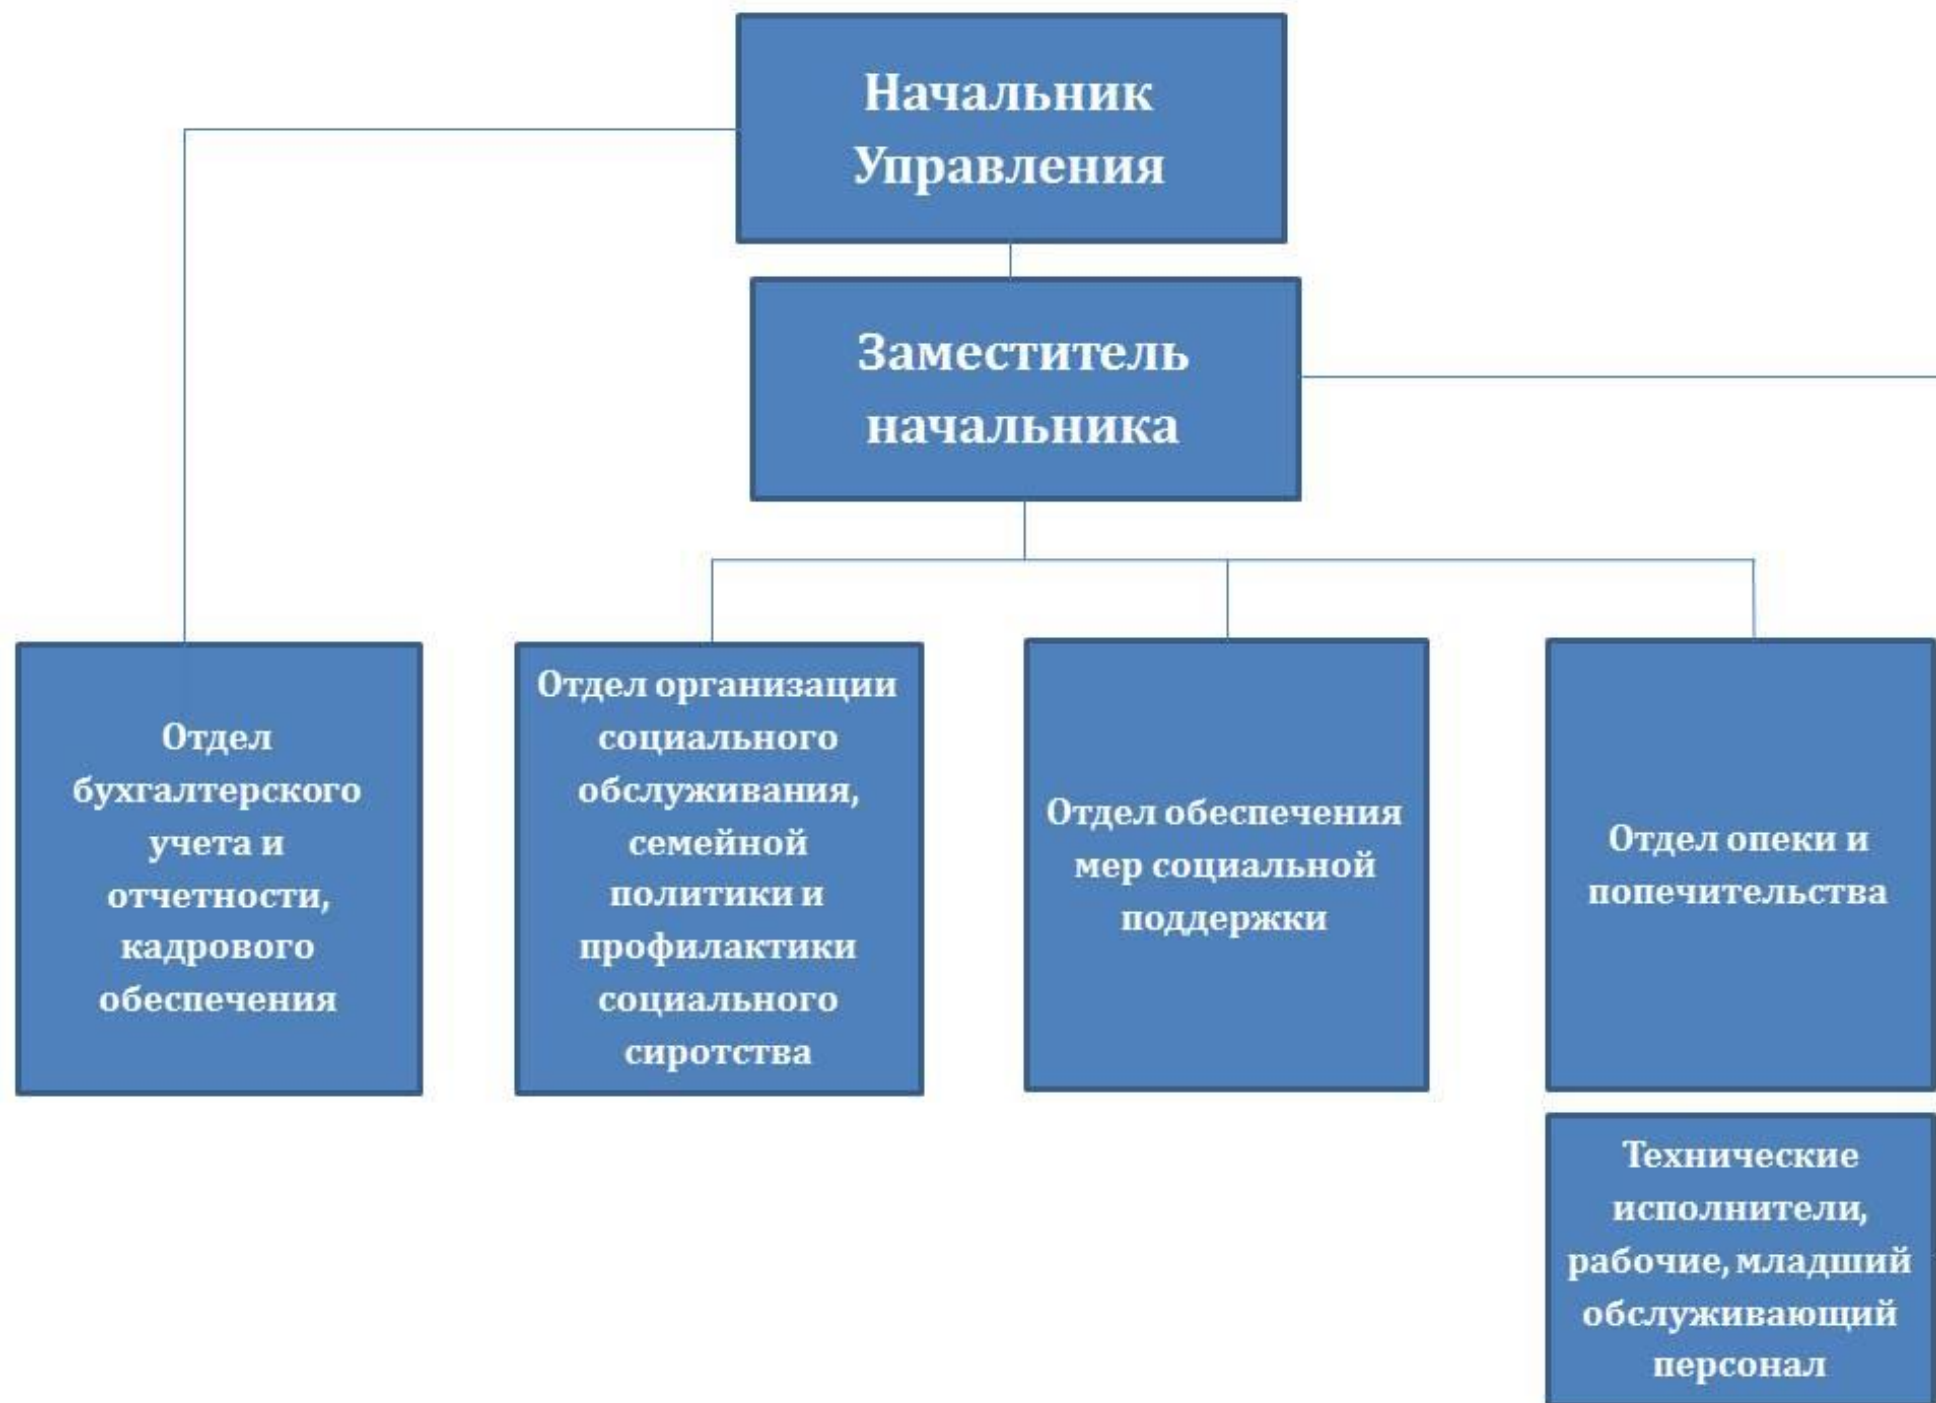 Начальник
Управления
Заместитель
начальника
Отдел
бухгалтерского
учета и
отчетности,
кадрового
обеспечения
Отдел организации
социального
обслуживания,
семейной
политики и
профилактики
социального
сиротства
Отдел обеспечения
мер социальной
поддержки
Отдел опеки и
попечительства
Технические
исполнители,
рабочие, младший
обслуживающий
персонал